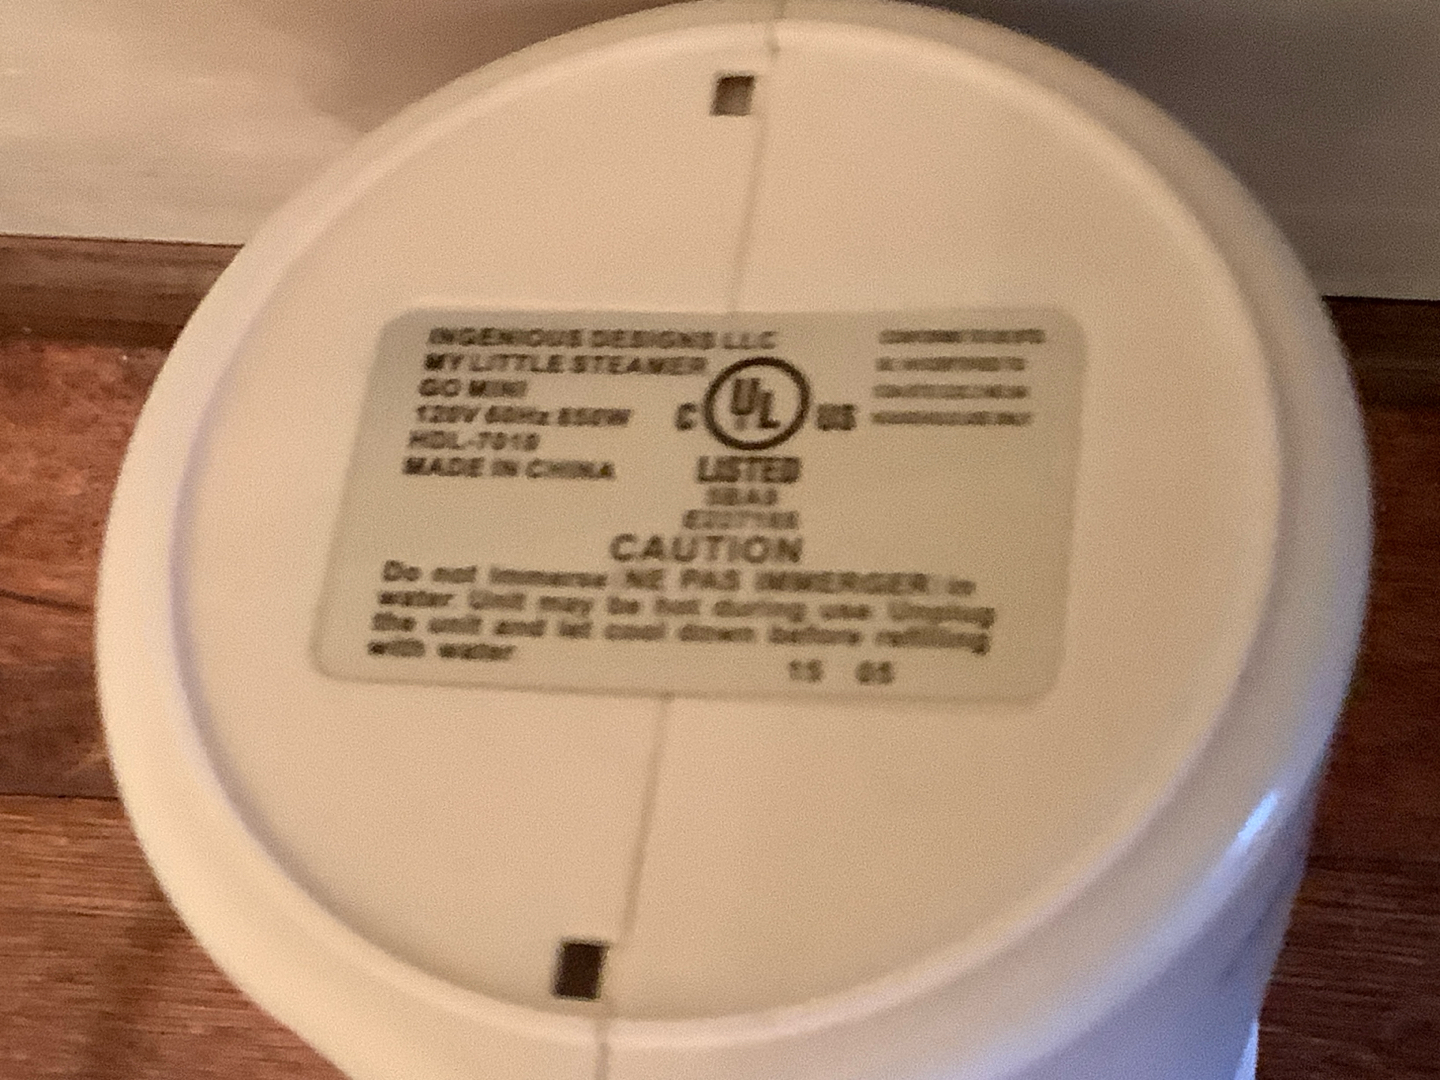 INGENIOUS DESIGNS LLC
MY LITTLE STEAMER
GO MINI
120V 60Hz 850W
HDL-7018
MADE IN CHINA
C UL US
LISTED
CAUTION
Do not immerse (NE PAS IMMERGER) in
water. Unit may be hot during use. Unplug
the unit and let cool down before refilling
with water.
15 05